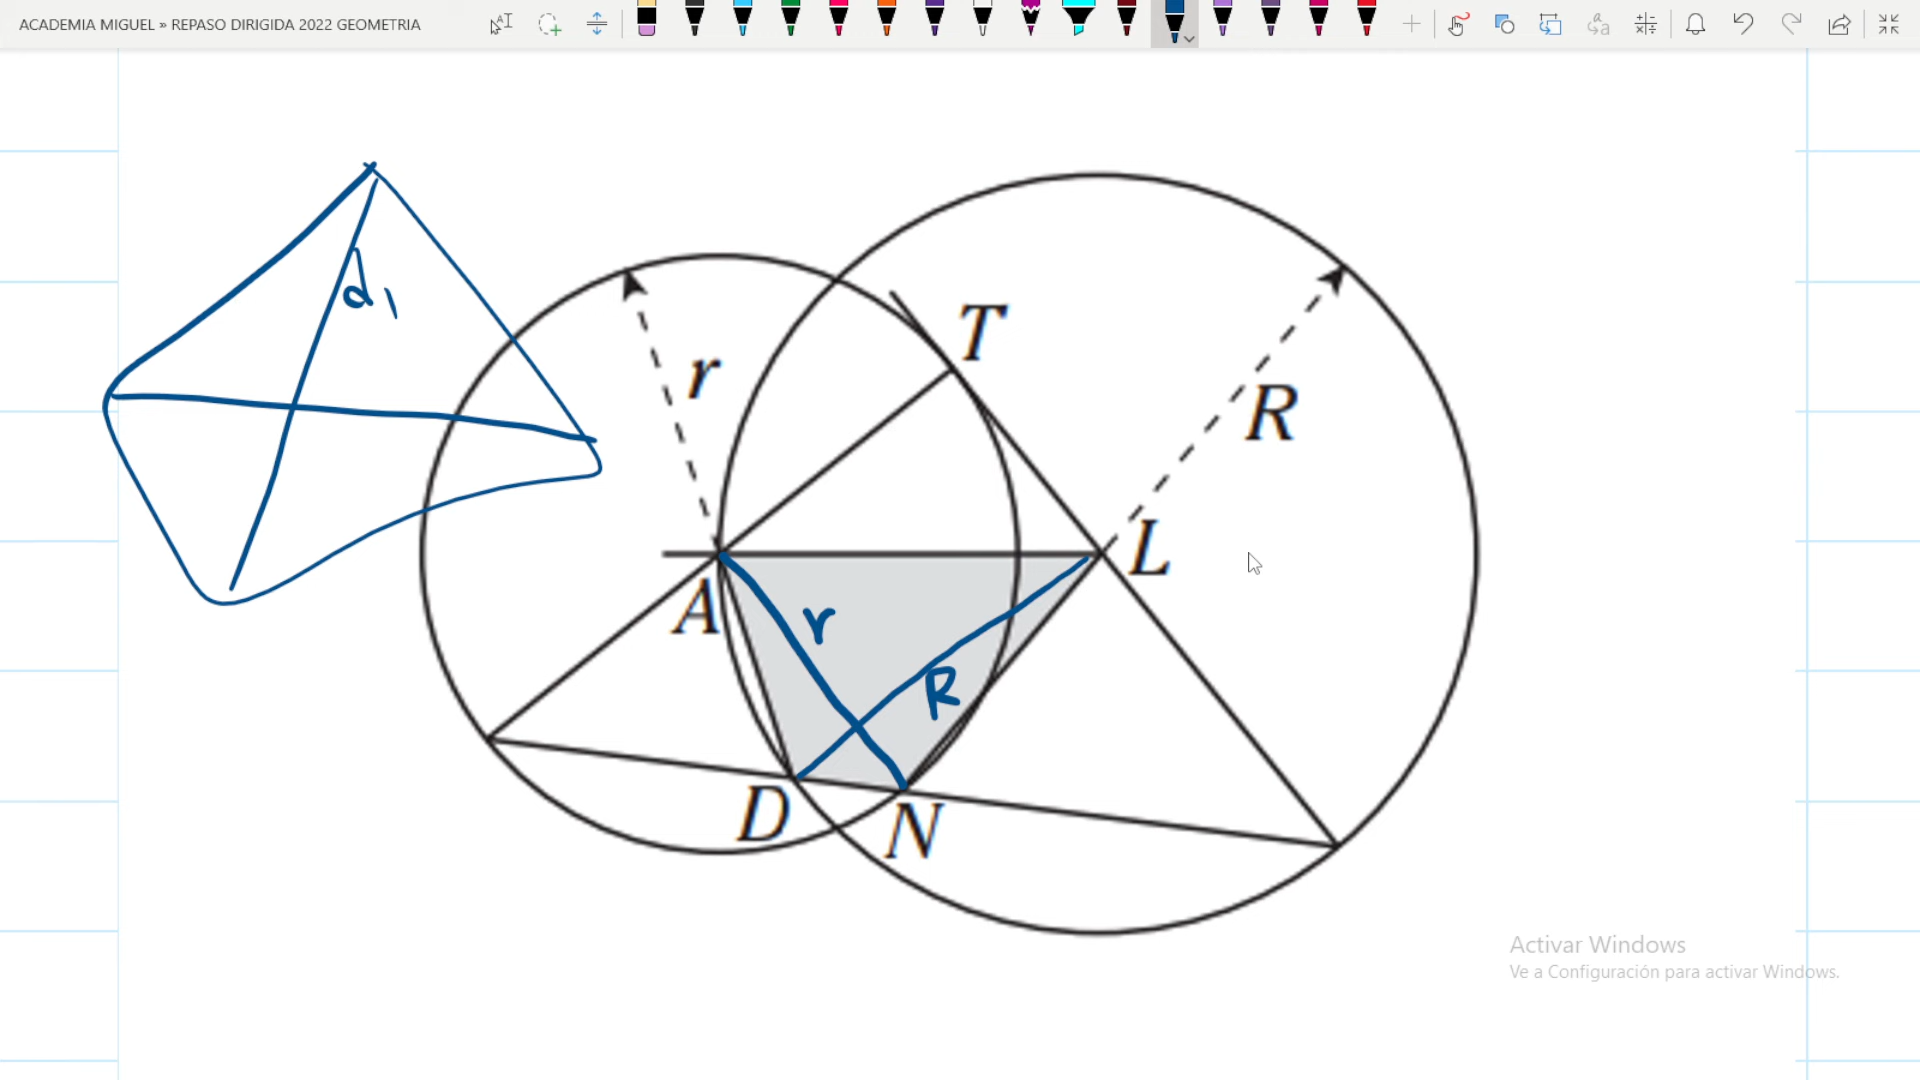 ACADEMIA MIGUEL » REPASO DIRIGIDA 2022 GEOMETRIA
d1
T
r
R
L
A
r
R
D
N
Activar Windows
Ve a Configuración para activar Windows.